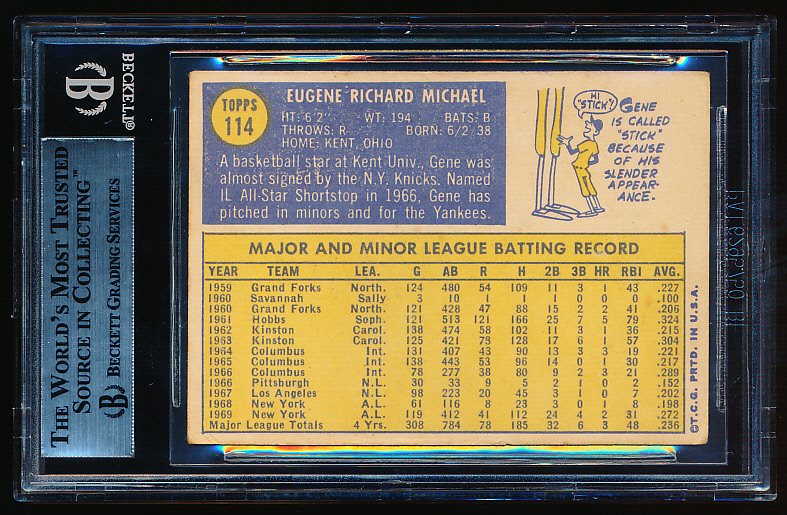 BECKETT®
B
THE WORLD'S MOST TRUSTED
SOURCE IN COLLECTING™
B BECKETT GRADING SERVICES
TOPPS
114
EUGENE RICHARD MICHAEL
HT: 6'2" WT: 194 BATS: B
THROWS: R BORN: 6/2 38
HOME: KENT, OHIO
A basketball star at Kent Univ., Gene was
almost signed by the N.Y. Knicks. Named
IL All-Star Shortstop in 1966, Gene has
pitched in minors and for the Yankees.
HI
"STICK"!
GENE
IS CALLED
"STICK"
BECAUSE
OF HIS
SLENDER
APPEAR-
ANCE.
MAJOR AND MINOR LEAGUE BATTING RECORD
YEAR TEAM LEA. G AB R H 2B 3B HR RBI AVG.
1959 Grand Forks North. 124 480 54 109 11 3 1 43 .227
1960 Savannah Sally 3 10 1 1 1 0 0 0 .100
1960 Grand Forks North. 121 428 47 88 15 2 2 41 .206
1961 Hobbs Soph. 121 513 121 166 25 7 5 79 .324
1962 Kinston Carol. 138 474 58 102 11 3 1 36 .215
1963 Kinston Carol. 125 421 73 128 17 6 1 57 .304
1964 Columbus Int. 131 407 43 90 13 3 3 19 .221
1965 Columbus Int. 138 443 53 96 14 0 1 30 .217
1966 Columbus Int. 78 277 38 80 9 2 3 21 .289
1966 Pittsburgh N.L. 30 33 9 5 2 1 0 2 .152
1967 Los Angeles N.L. 98 223 20 45 3 1 0 7 .202
1968 New York A.L. 61 116 8 23 3 0 1 8 .198
1969 New York A.L. 119 412 41 112 24 4 2 31 .272
Major League Totals 4 Yrs. 308 784 78 185 32 6 3 48 .236
©T.C.G. PRTD. IN U.S.A.